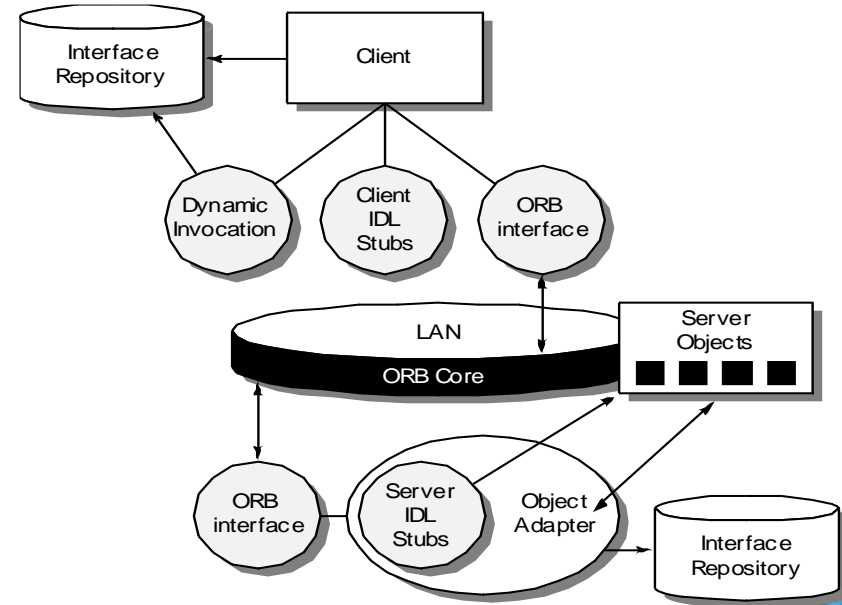 Interface
Repository
Client
Dynamic
Invocation
Client
IDL
Stubs
ORB
interface
LAN
ORB Core
Server
Objects
ORB
interface
Server
IDL
Stubs
Object
Adapter
Interface
Repository